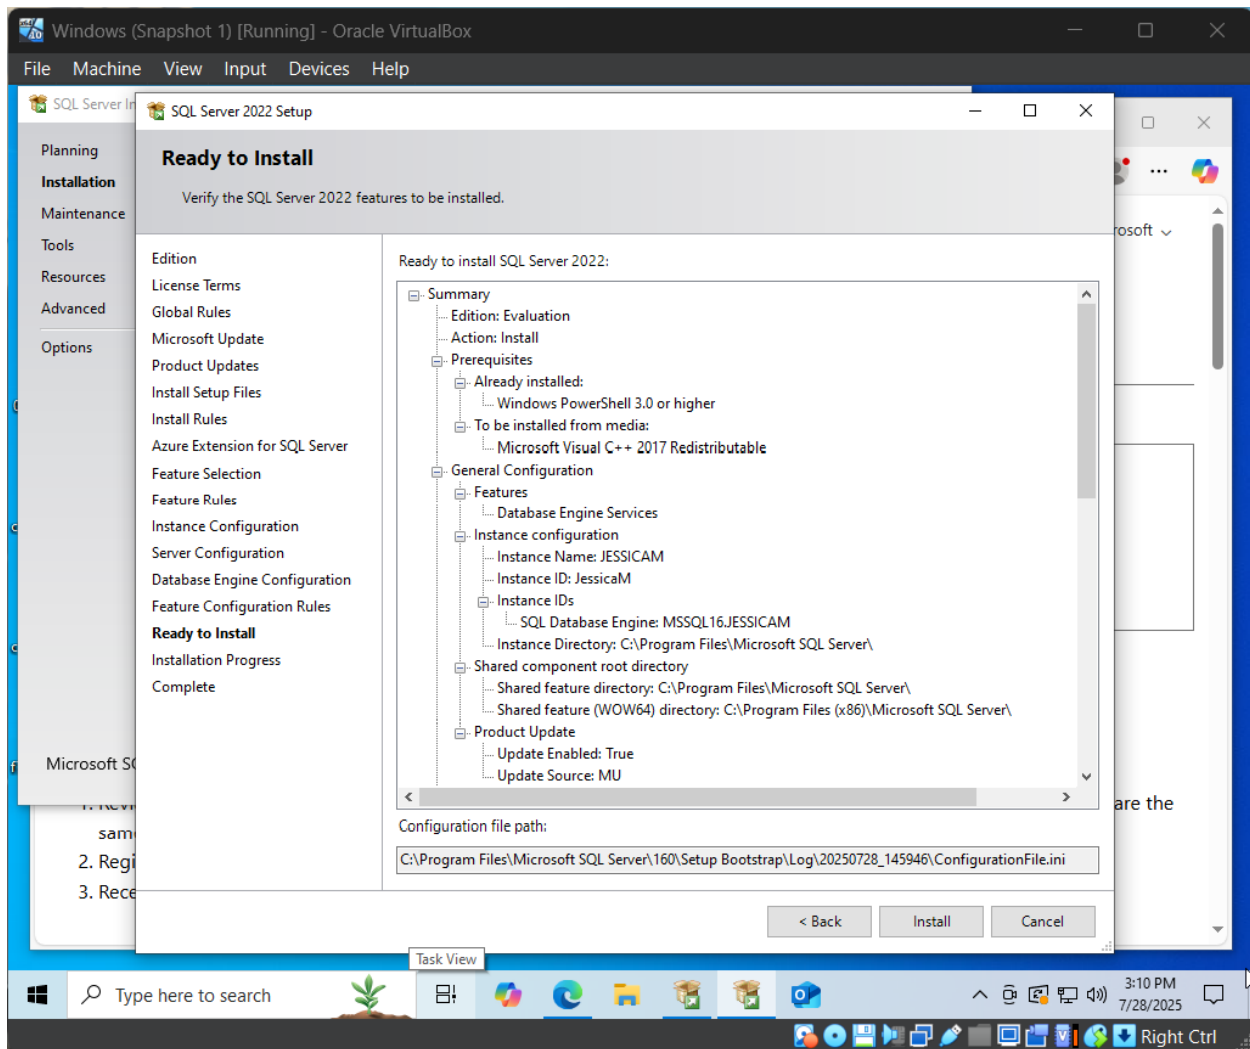 Windows (Snapshot 1) [Running] - Oracle VirtualBox
File Machine View Input Devices Help
SQL Server In
SQL Server 2022 Setup
Planning
Installation
Maintenance
Tools
Resources
Advanced
Options
Microsoft SQ
Ready to Install
Verify the SQL Server 2022 features to be installed.
rosoft
Edition
License Terms
Global Rules
Microsoft Update
Product Updates
Install Setup Files
Install Rules
Azure Extension for SQL Server
Feature Selection
Feature Rules
Instance Configuration
Server Configuration
Database Engine Configuration
Feature Configuration Rules
Ready to Install
Installation Progress
Complete
Ready to install SQL Server 2022:
Summary
Edition: Evaluation
Action: Install
Prerequisites
Already installed:
Windows PowerShell 3.0 or higher
To be installed from media:
Microsoft Visual C++ 2017 Redistributable
General Configuration
Features
Database Engine Services
Instance configuration
Instance Name: JESSICAM
Instance ID: JessicaM
Instance IDs
SQL Database Engine: MSSQL16.JESSICAM
Instance Directory: C:\Program Files\Microsoft SQL Server\
Shared component root directory
Shared feature directory: C:\Program Files\Microsoft SQL Server\
Shared feature (WOW64) directory: C:\Program Files (x86)\Microsoft SQL Server\
Product Update
Update Enabled: True
Update Source: MU
Configuration file path:
C:\Program Files\Microsoft SQL Server\160\Setup Bootstrap\Log\20250728_145946\ConfigurationFile.ini
are the
sam
2. Regi
3. Rece
< Back Install Cancel
Task View
Type here to search
3:10 PM
7/28/2025
Right Ctrl